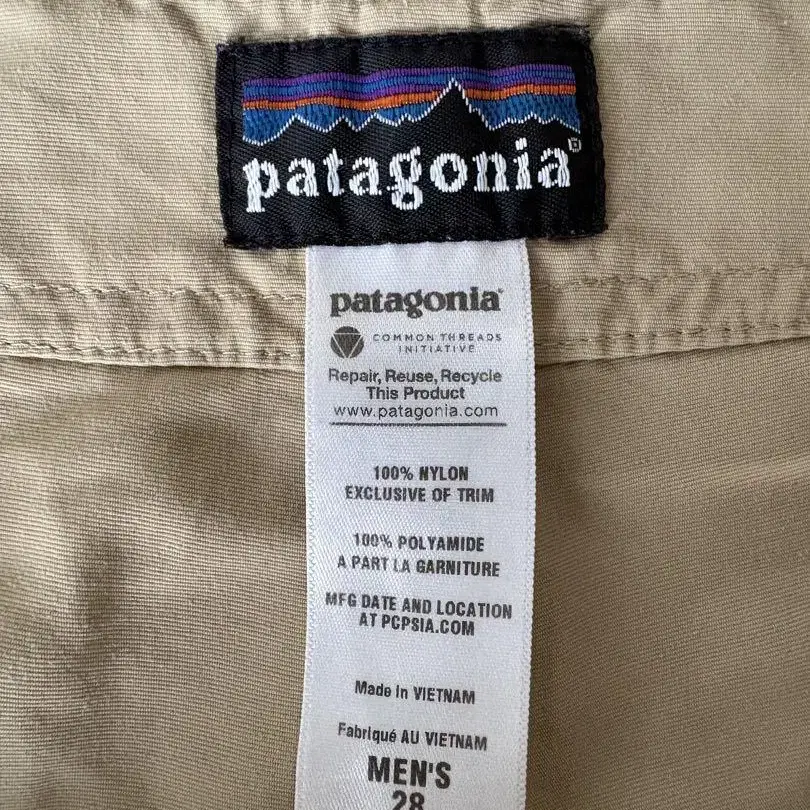 patagonia®
patagonia®
COMMON THREADS
INITIATIVE
Repair, Reuse, Recycle
This Product
www.patagonia.com
100% NYLON
EXCLUSIVE OF TRIM
100% POLYAMIDE
A PART LA GARNITURE
MFG DATE AND LOCATION
AT PCPSIA.COM
Made in VIETNAM
Fabriqué AU VIETNAM
MEN'S
28